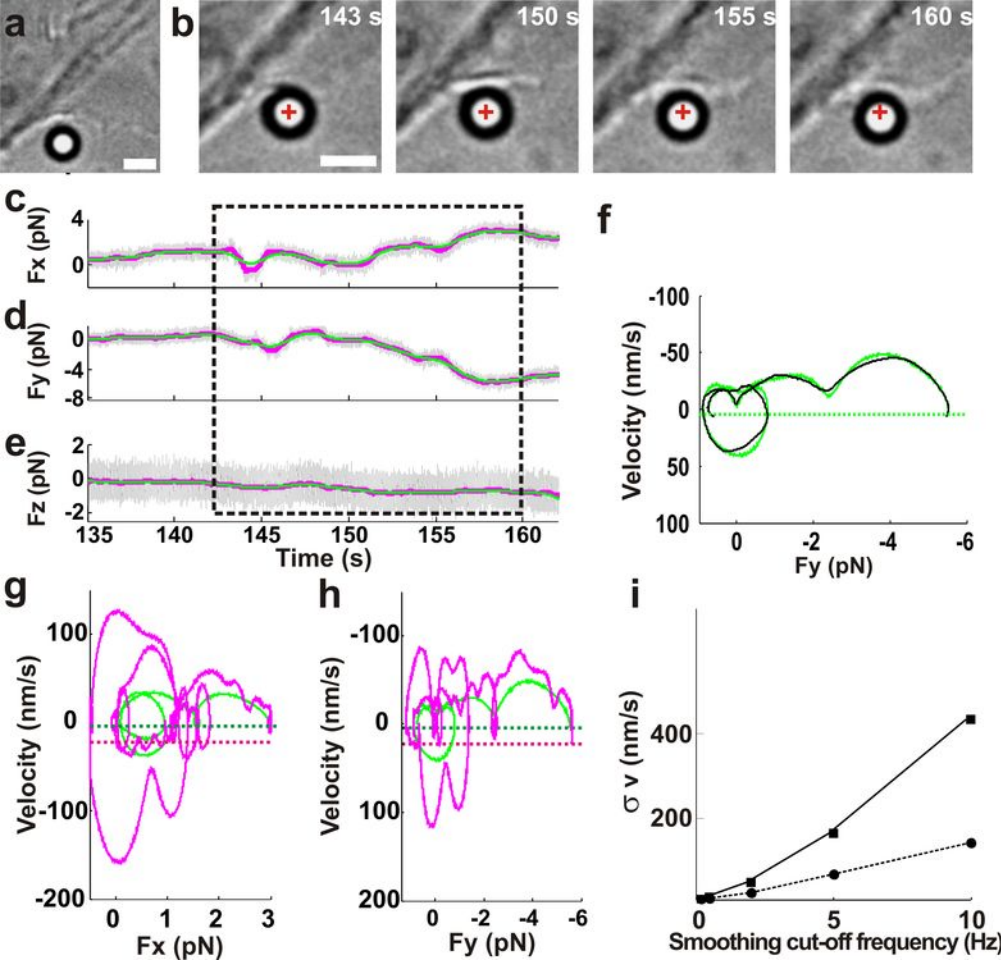 a
b
143 s
150 s
155 s
160 s
c
Fx (pN)
4
0
d
Fy (pN)
0
-4
-8
e
Fz (pN)
2
0
-2
135
140
145
150
155
160
Time (s)
f
Velocity (nm/s)
-100
-50
0
50
100
0
-2
-4
-6
Fy (pN)
g
Velocity (nm/s)
100
0
-100
-200
0
1
2
3
Fx (pN)
h
Velocity (nm/s)
-100
0
100
200
0
-2
-4
-6
Fy (pN)
i
σ v (nm/s)
400
200
0
5
10
Smoothing cut-off frequency (Hz)